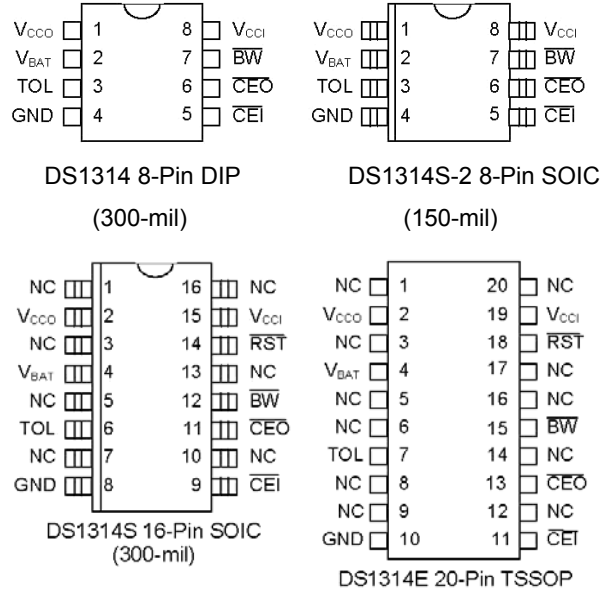 VCCO 1 8 VCCI
VBAT 2 7 BW
TOL 3 6 CEO
GND 4 5 CEI
DS1314 8-Pin DIP
(300-mil)
VCCO 1 8 VCCI
VBAT 2 7 BW
TOL 3 6 CEO
GND 4 5 CEI
DS1314S-2 8-Pin SOIC
(150-mil)
NC 1 16 NC
VCCO 2 15 VCCI
NC 3 14 RST
VBAT 4 13 NC
NC 5 12 BW
TOL 6 11 CEO
NC 7 10 NC
GND 8 9 CEI
DS1314S 16-Pin SOIC
(300-mil)
NC 1 20 NC
VCCO 2 19 VCCI
NC 3 18 RST
VBAT 4 17 NC
NC 5 16 NC
NC 6 15 BW
TOL 7 14 NC
NC 8 13 CEO
NC 9 12 NC
GND 10 11 CEI
DS1314E 20-Pin TSSOP